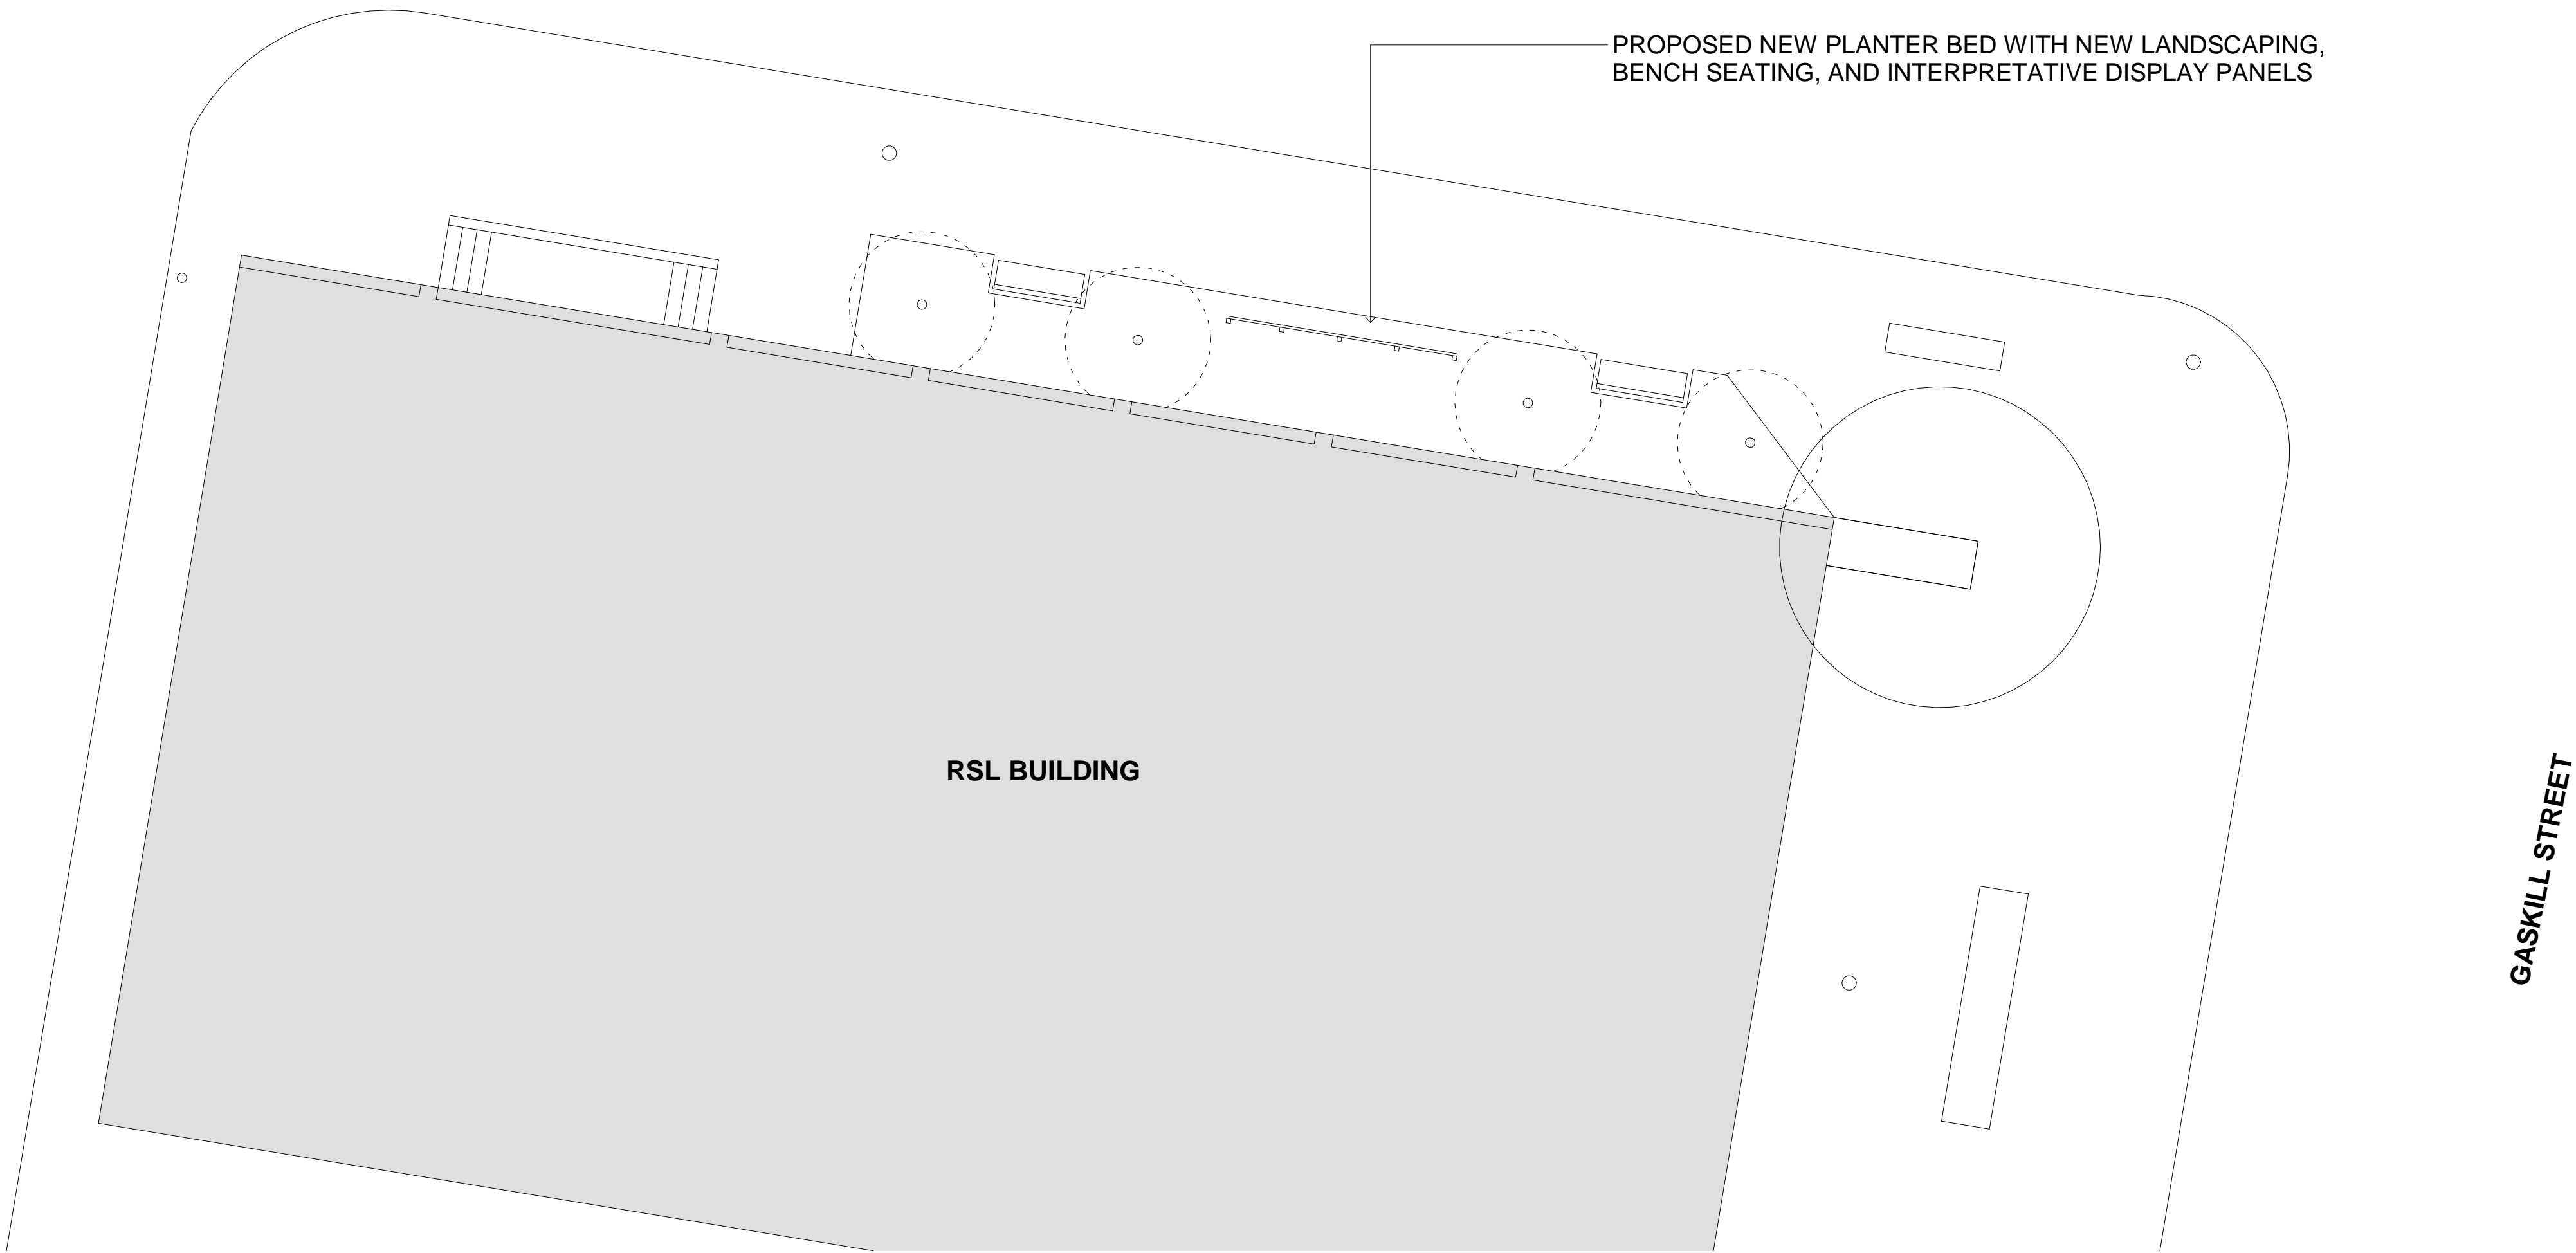 PROPOSED NEW PLANTER BED WITH NEW LANDSCAPING,
BENCH SEATING, AND INTERPRETATIVE DISPLAY PANELS
RSL BUILDING
GASKILL STREET